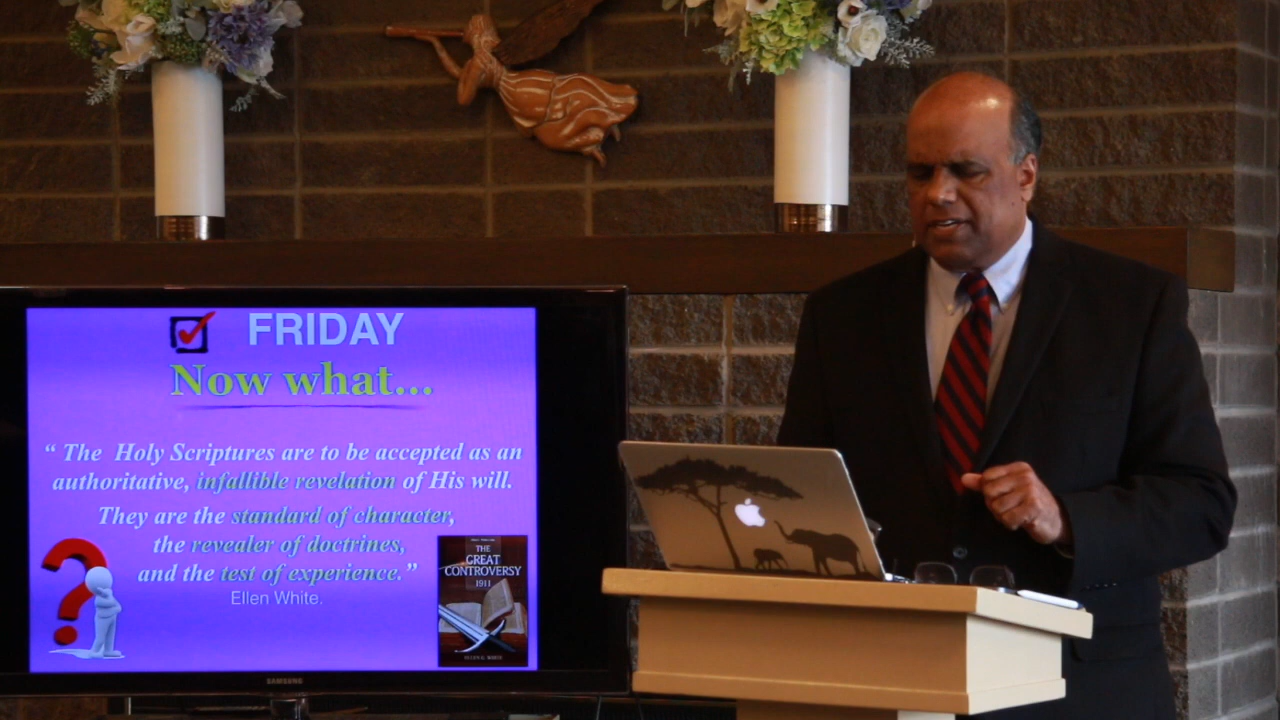 FRIDAY
Now what...
“ The Holy Scriptures are to be accepted as an
authoritative, infallible revelation of His will.
They are the standard of character,
the revealer of doctrines,
and the test of experience.”
Ellen White.
THE
GREAT
CONTROVERSY
1911
ELLEN G. WHITE
SAMSUNG